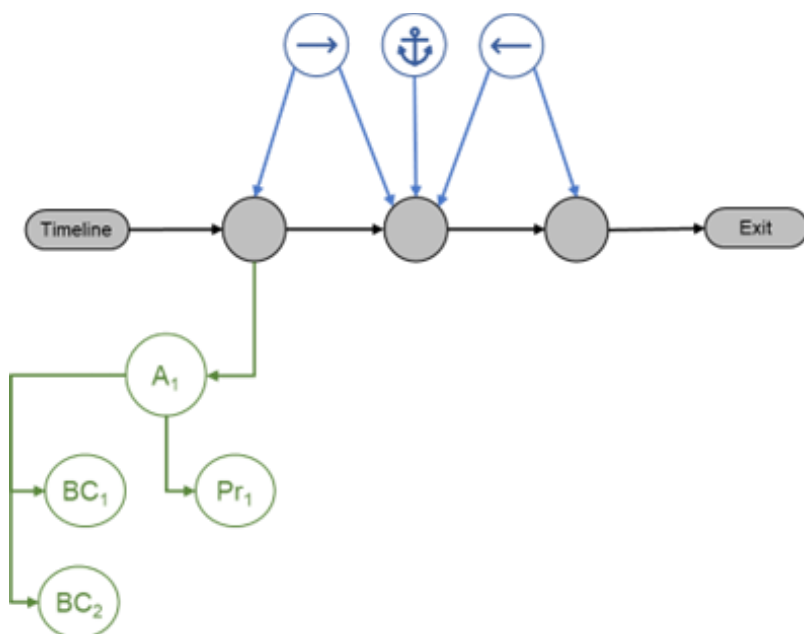 Timeline
Exit
A₁
BC₁
Pr₁
BC₂